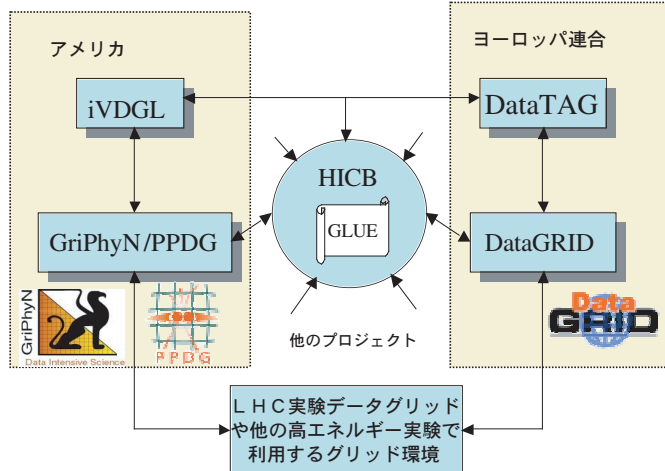 アメリカ
ヨーロッパ連合
iVDGL
DataTAG
HICB
GLUE
GriPhyN/PPDG
DataGRID
GriPhyN
Data Intensive Science
PPDG
Data
GRID
他のプロジェクト
LHC実験データグリッド
や他の高エネルギー実験で
利用するグリッド環境